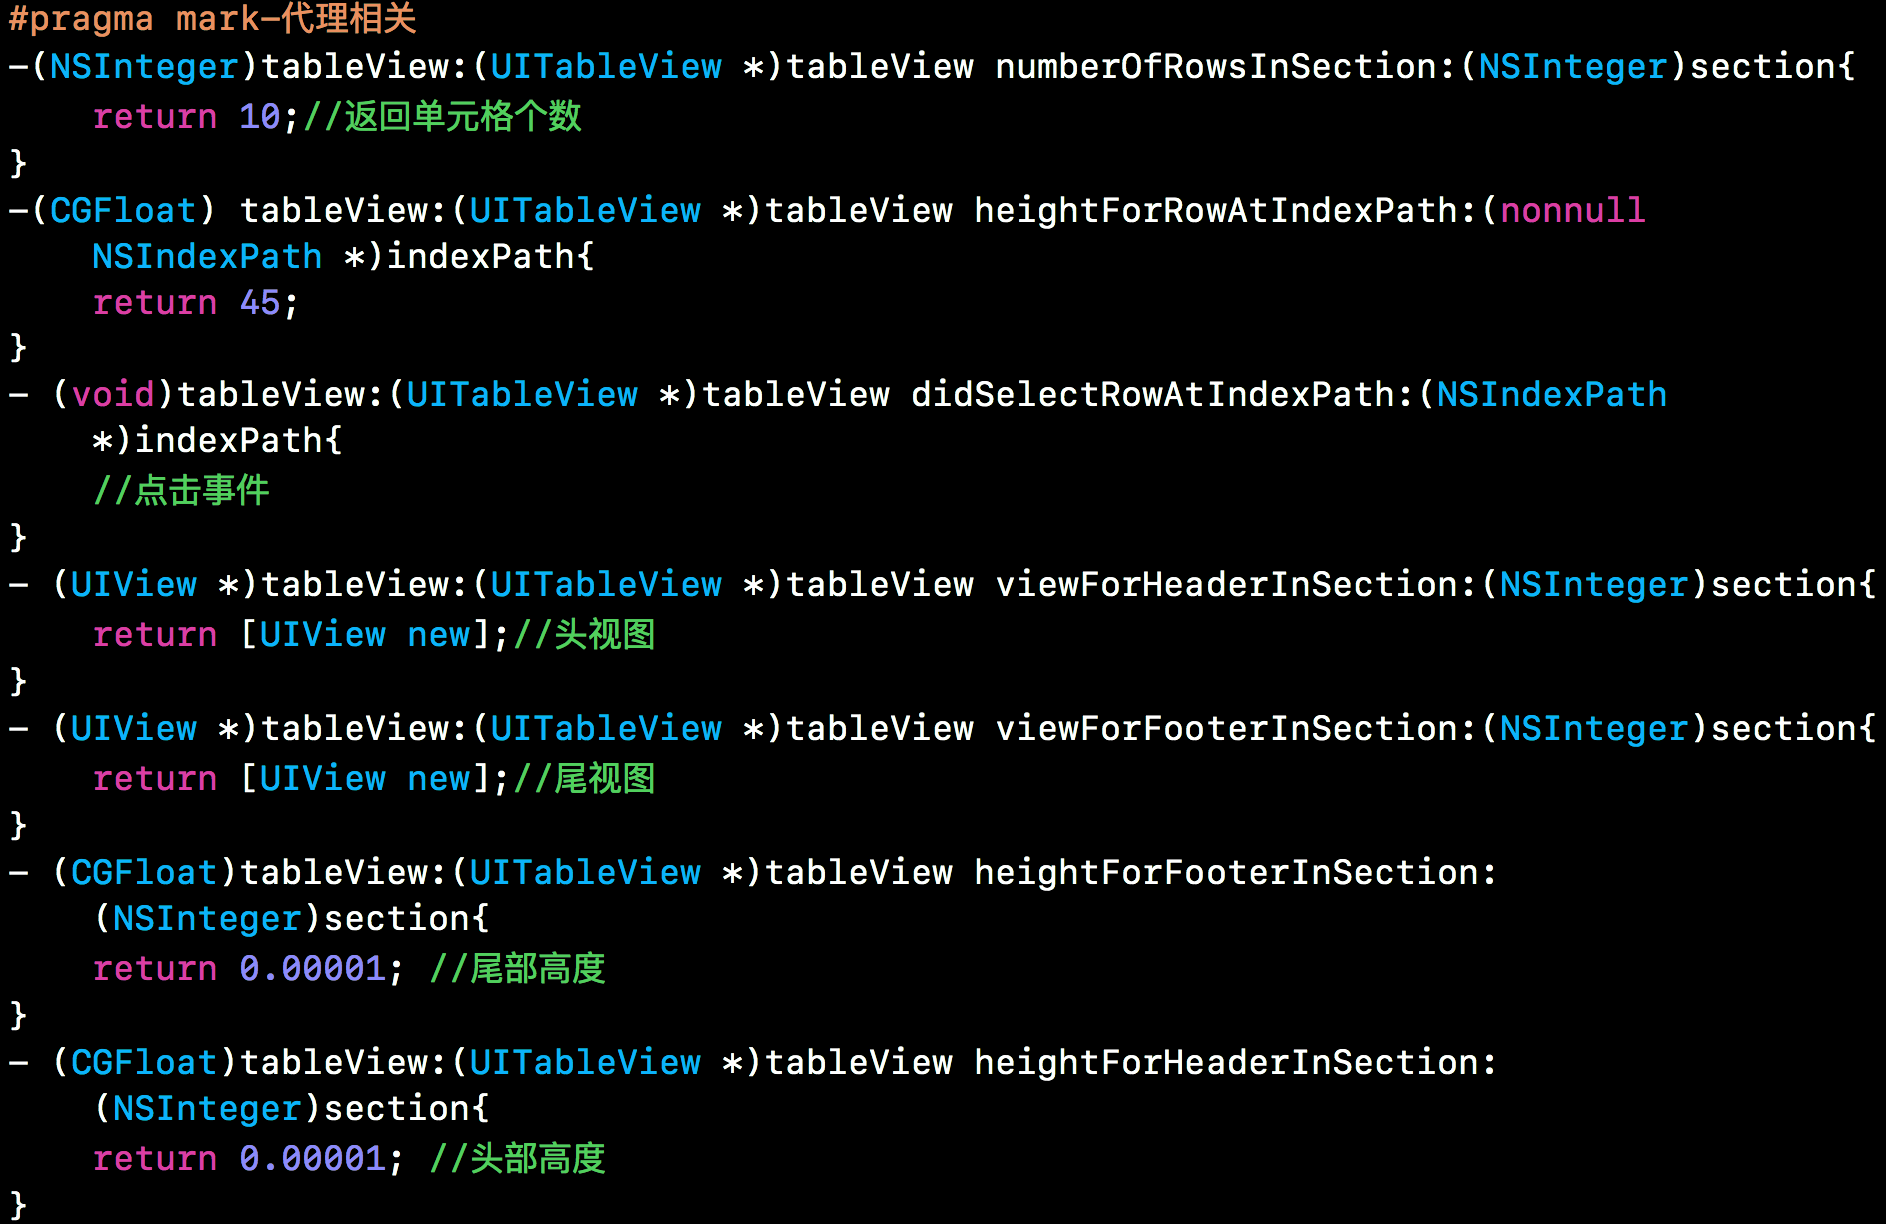 #pragma mark-代理相关
-(NSInteger)tableView:(UITableView *)tableView numberOfRowsInSection:(NSInteger)section{
return 10;//返回单元格个数
}
-(CGFloat) tableView:(UITableView *)tableView heightForRowAtIndexPath:(nonnull
NSIndexPath *)indexPath{
return 45;
}
- (void)tableView:(UITableView *)tableView didSelectRowAtIndexPath:(NSIndexPath
*)indexPath{
//点击事件
}
- (UIView *)tableView:(UITableView *)tableView viewForHeaderInSection:(NSInteger)section{
return [UIView new];//头视图
}
- (UIView *)tableView:(UITableView *)tableView viewForFooterInSection:(NSInteger)section{
return [UIView new];//尾视图
}
- (CGFloat)tableView:(UITableView *)tableView heightForFooterInSection:
(NSInteger)section{
return 0.00001; //尾部高度
}
- (CGFloat)tableView:(UITableView *)tableView heightForHeaderInSection:
(NSInteger)section{
return 0.00001; //头部高度
}